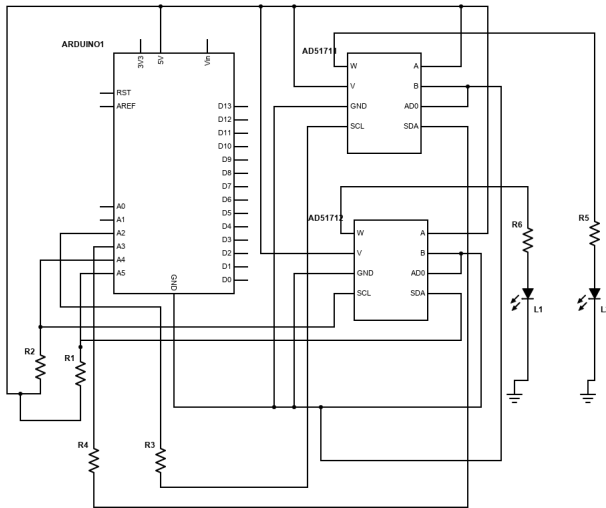 ARDUINO1
3V3
5V
Vin
RST
AREF
D13
D12
D11
D10
D9
D8
D7
D6
D5
D4
D3
D2
D1
D0
A0
A1
A2
A3
A4
A5
GND
AD51711
W
V
GND
SCL
A
B
AD0
SDA
AD51712
W
V
GND
SCL
A
B
AD0
SDA
R6
R5
L1
R2
R1
R4
R3